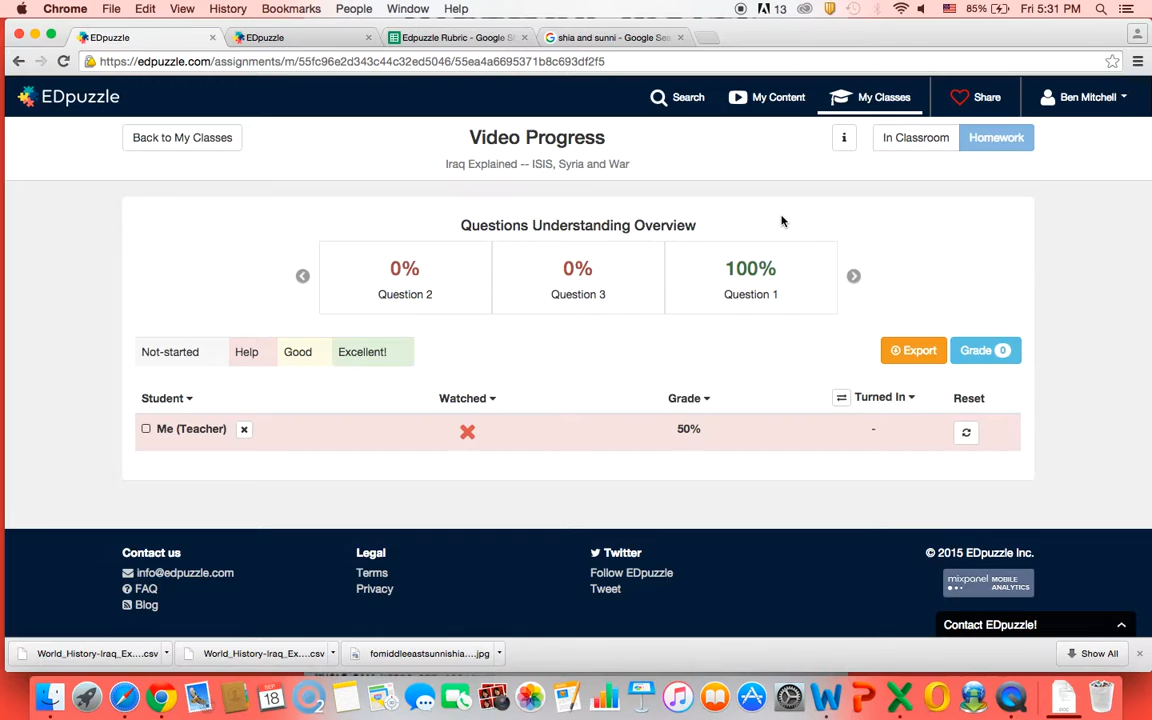 Chrome File Edit View History Bookmarks People Window Help 13 85% Fri 5:31 PM
EDpuzzle EDpuzzle Edpuzzle Rubric - Google Sh shia and sunni - Google Sea
https://edpuzzle.com/assignments/m/55fc96e2d343c44c32ed5046/55ea4a6695371b8c693df2f5
EDpuzzle Search My Content My Classes Share Ben Mitchell
Back to My Classes Video Progress i In Classroom Homework
Iraq Explained -- ISIS, Syria and War
Questions Understanding Overview
0% 0% 100%
Question 2 Question 3 Question 1
Not-started Help Good Excellent! Export Grade 0
Student Watched Grade Turned In Reset
Me (Teacher) 50% -
Contact us Legal Twitter © 2015 EDpuzzle Inc.
info@edpuzzle.com Terms Follow EDpuzzle mixpanel MOBILE ANALYTICS
FAQ Privacy Tweet
Blog
Contact EDpuzzle!
World_History-Iraq_Ex....csv World_History-Iraq_Ex....csv fomiddleeastsunnishia....jpg Show All
SEP 18